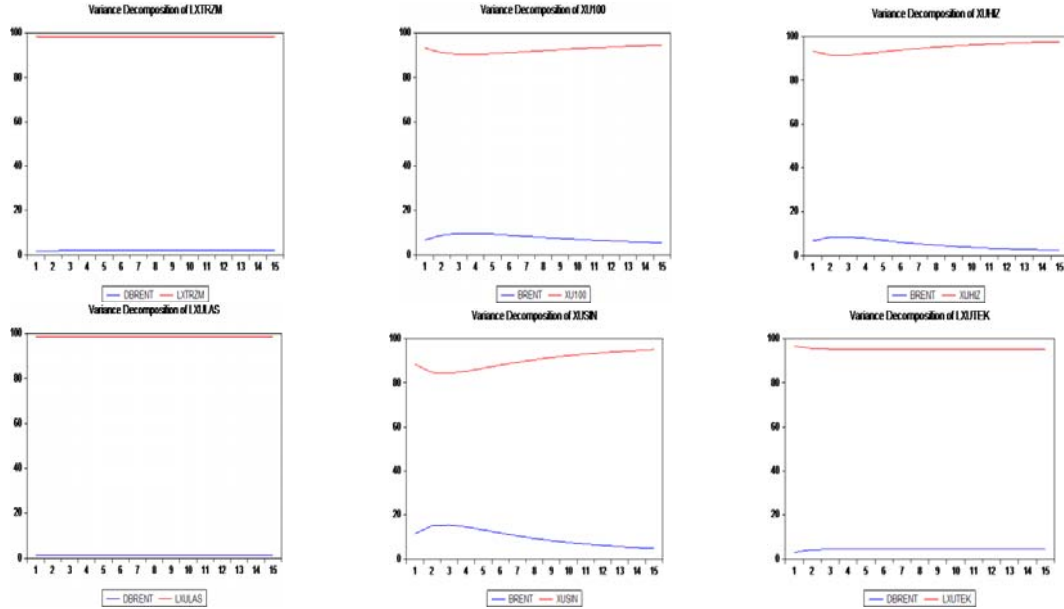 Variance Decomposition of LXTRZM
100
80
60
40
20
0
1 2 3 4 5 6 7 8 9 10 11 12 13 14 15
DBRENT LXTRZM
Variance Decomposition of XU100
100
80
60
40
20
0
1 2 3 4 5 6 7 8 9 10 11 12 13 14 15
BRENT XU100
Variance Decomposition of XUHIZ
100
80
60
40
20
0
1 2 3 4 5 6 7 8 9 10 11 12 13 14 15
BRENT XUHIZ
Variance Decomposition of LXULAS
100
80
60
40
20
0
1 2 3 4 5 6 7 8 9 10 11 12 13 14 15
DBRENT LXULAS
Variance Decomposition of XUSIN
100
80
60
40
20
0
1 2 3 4 5 6 7 8 9 10 11 12 13 14 15
BRENT XUSIN
Variance Decomposition of LXUTEK
100
80
60
40
20
0
1 2 3 4 5 6 7 8 9 10 11 12 13 14 15
DBRENT LXUTEK